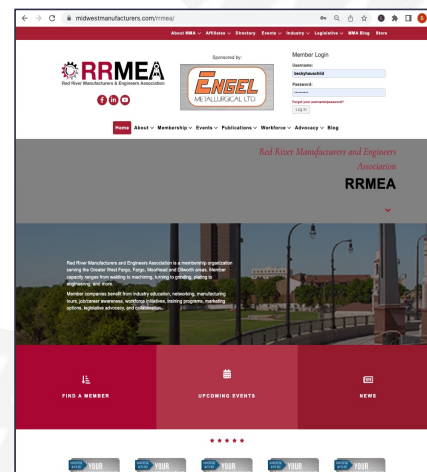 midwestmanufacturers.com/rrmea/
About MMA Affiliates Directory Events Industry Legislative MMA Blog Store
RRMEA
Red River Manufacturers & Engineers Association
Sponsored by:
ENGEL
METALLURGICAL LTD.
Member Login
Username:
beckyhauschild
Password:
Forgot your username/password?
Log In
Home About Membership Events Publications Workforce Advocacy Blog
Red River Manufacturers and Engineers
Association
RRMEA
Red River Manufacturers and Engineers Association is a membership organization
serving the Greater West Fargo, Fargo, Moorhead and Dilworth areas. Member
capacity ranges from welding to machining, turning to grinding, plating to
engineering, and more.
Member companies benefit from industry education, networking, manufacturing
tours, job/career awareness, workforce initiatives, training programs, marketing
options, legislative advocacy, and collaboration.
FIND A MEMBER
UPCOMING EVENTS
NEWS
YOUR YOUR YOUR YOUR YOUR